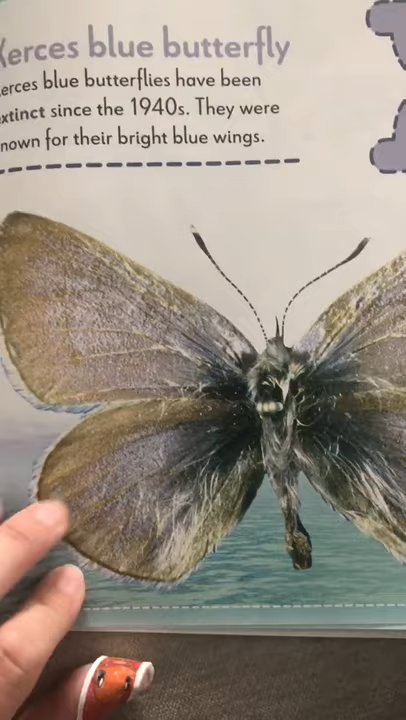 Xerces blue butterfly
erces blue butterflies have been
xtinct since the 1940s. They were
nown for their bright blue wings.